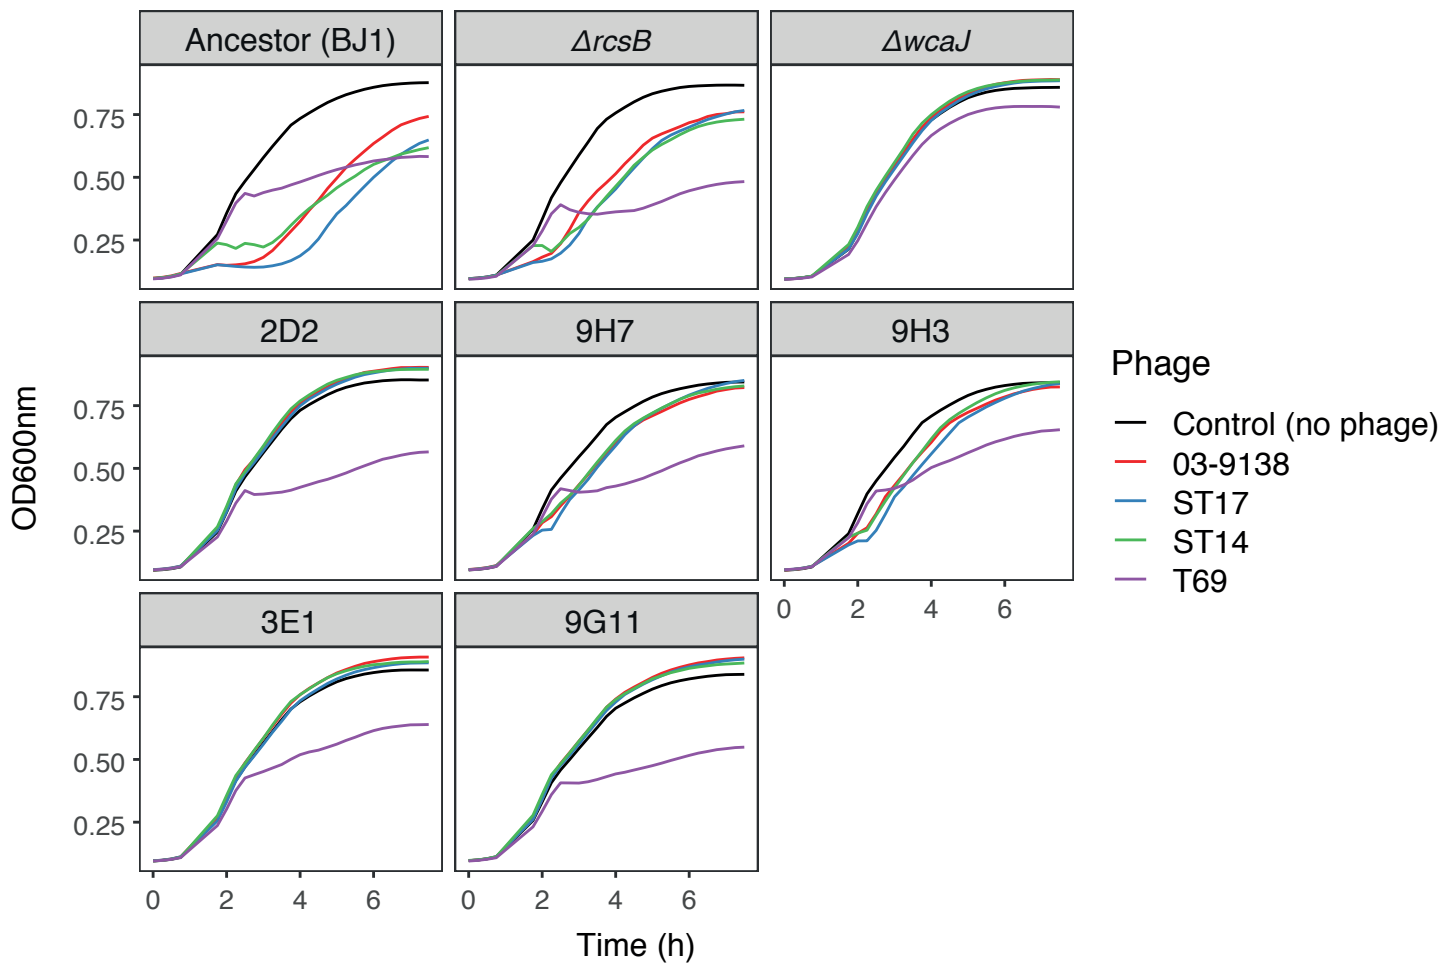 Ancestor (BJ1)
ΔrcsB
ΔwcaJ
0.75
0.50
0.25
2D2
9H7
9H3
0.75
0.50
0.25
0 2 4 6
3E1
9G11
0.75
0.50
0.25
0 2 4 6
0 2 4 6
Time (h)
OD600nm
Phage
Control (no phage)
03-9138
ST17
ST14
T69